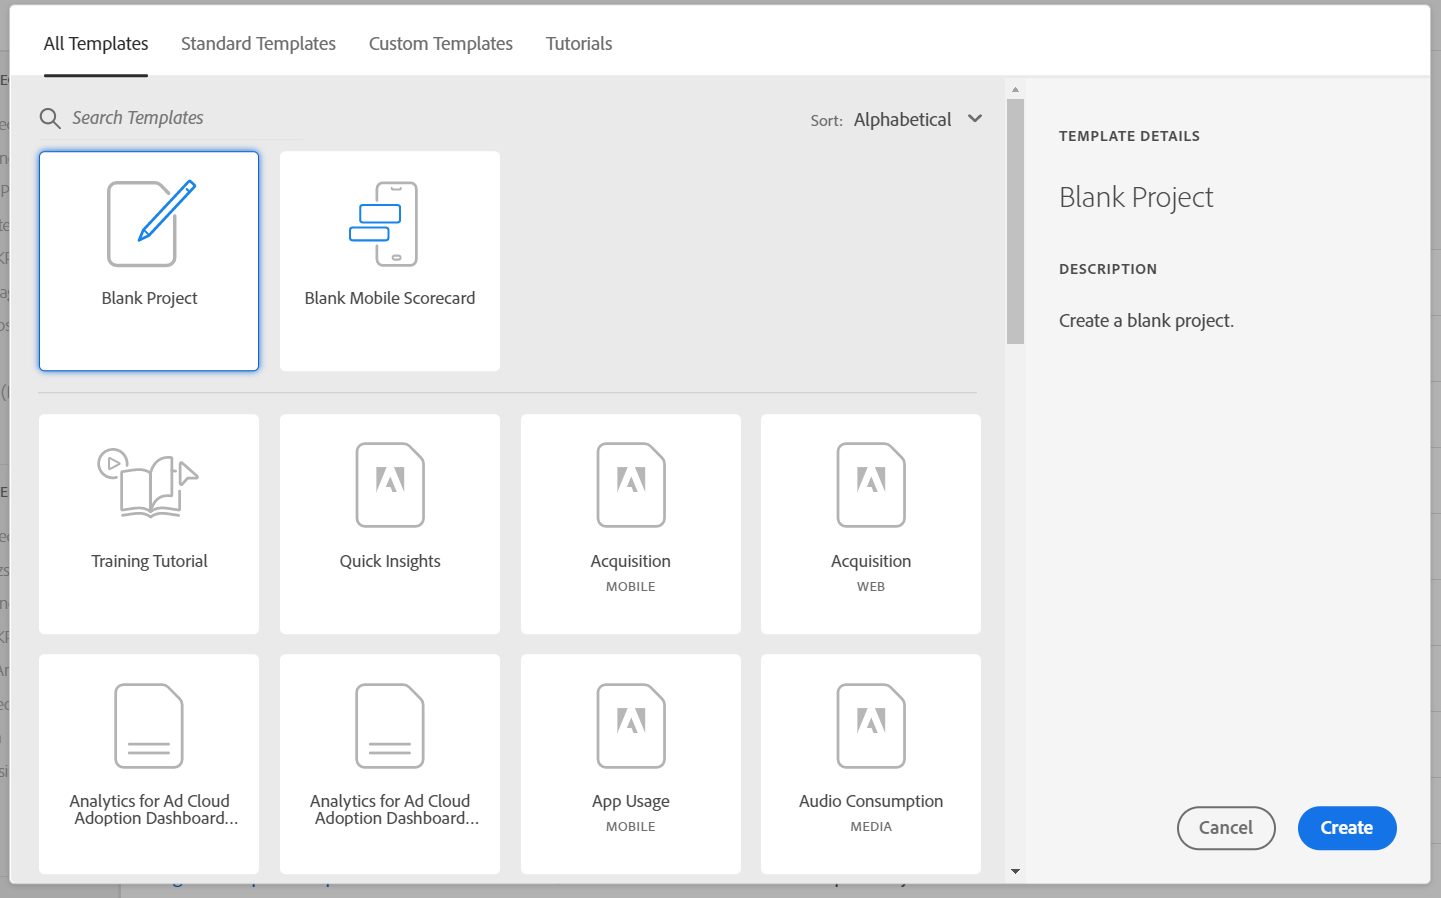 All Templates
Standard Templates
Custom Templates
Tutorials
Search Templates
Sort: Alphabetical
Blank Project
Blank Mobile Scorecard
Training Tutorial
Quick Insights
Acquisition
MOBILE
Acquisition
WEB
Analytics for Ad Cloud
Adoption Dashboard...
Analytics for Ad Cloud
Adoption Dashboard...
App Usage
MOBILE
Audio Consumption
MEDIA
TEMPLATE DETAILS
Blank Project
DESCRIPTION
Create a blank project.
Cancel
Create